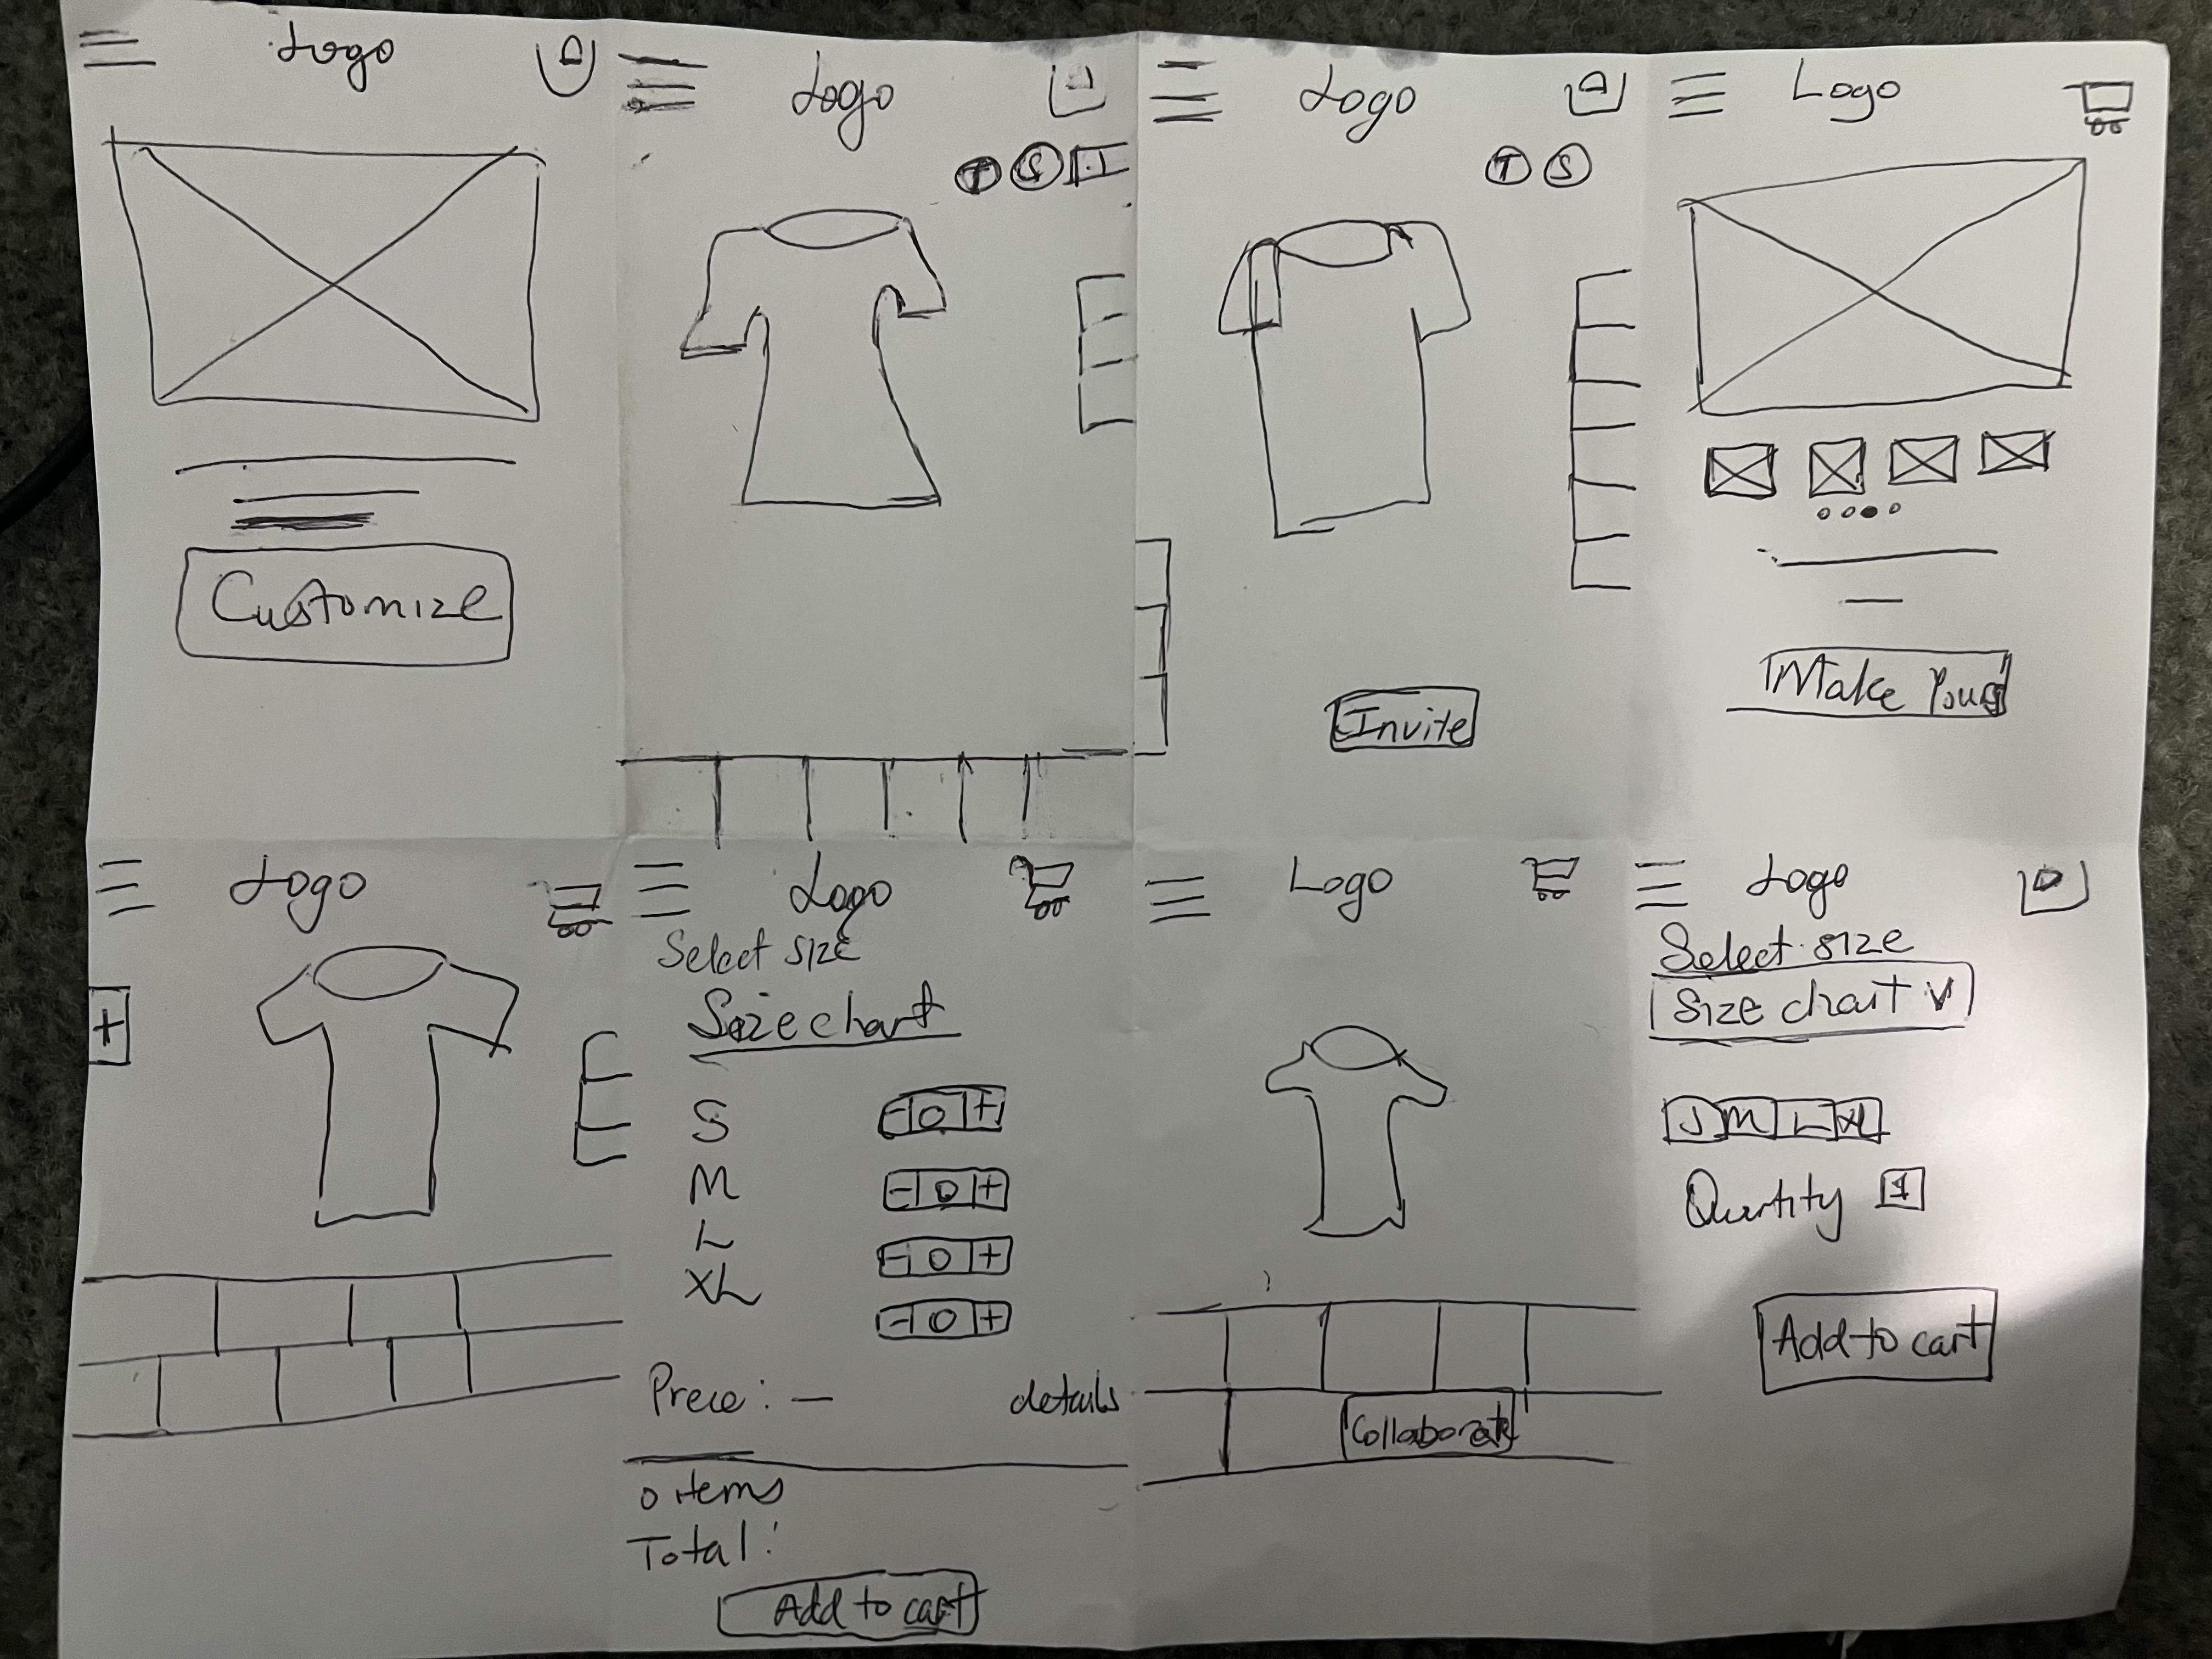 Logo
Customize
Logo
T S
Logo
T S
Invite
Logo
Make Yours
Logo
+
Logo
Select size
Size chart
S - 0 +
M - 0 +
L - 0 +
XL - 0 +
Prece: — details
0 items
Total:
Add to cart
Logo
Collaborate
Logo
Select size
Size chart v
S M L XL
Quantity 1
Add to cart